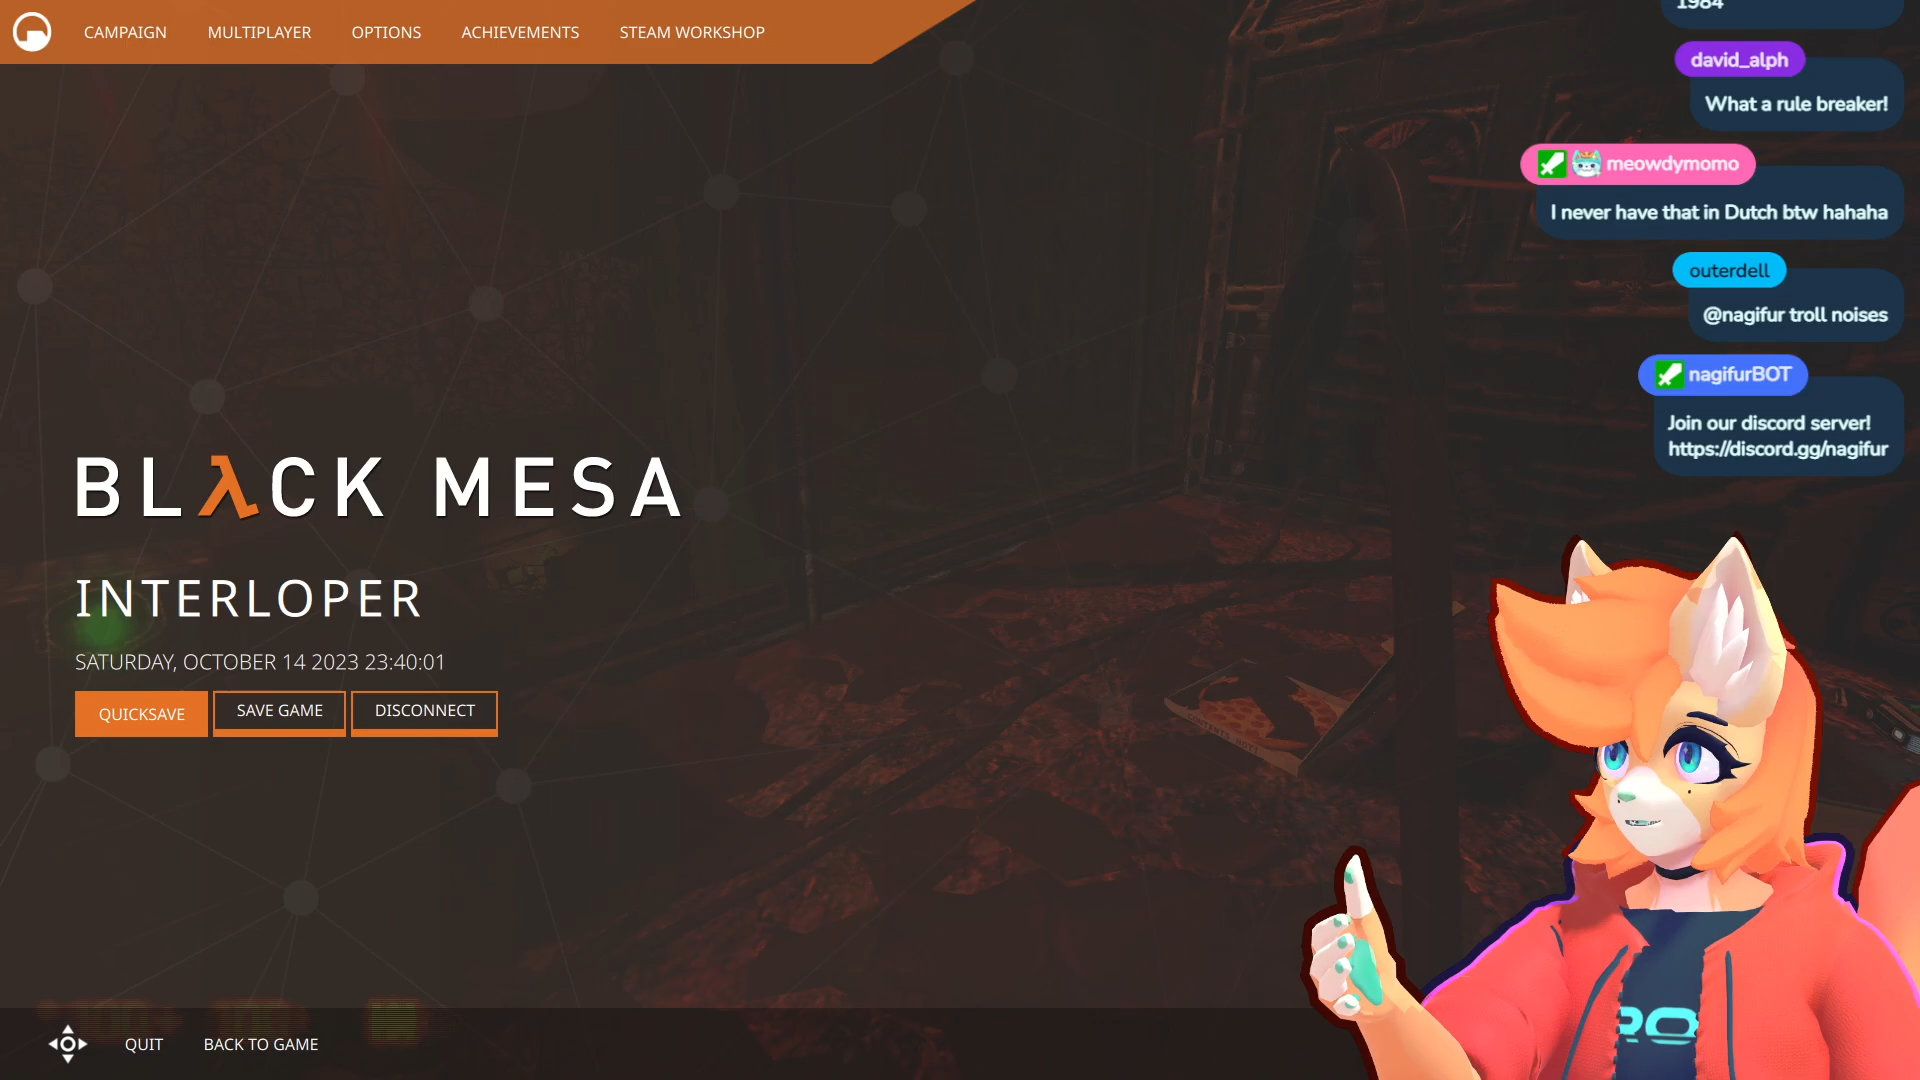 CAMPAIGN MULTIPLAYER OPTIONS ACHIEVEMENTS STEAM WORKSHOP
BLλCK MESA
INTERLOPER
SATURDAY, OCTOBER 14 2023 23:40:01
QUICKSAVE SAVE GAME DISCONNECT
QUIT BACK TO GAME
1984
david_alph
What a rule breaker!
meowdymomo
I never have that in Dutch btw hahaha
outerdell
@nagifur troll noises
nagifurBOT
Join our discord server!
https://discord.gg/nagifur